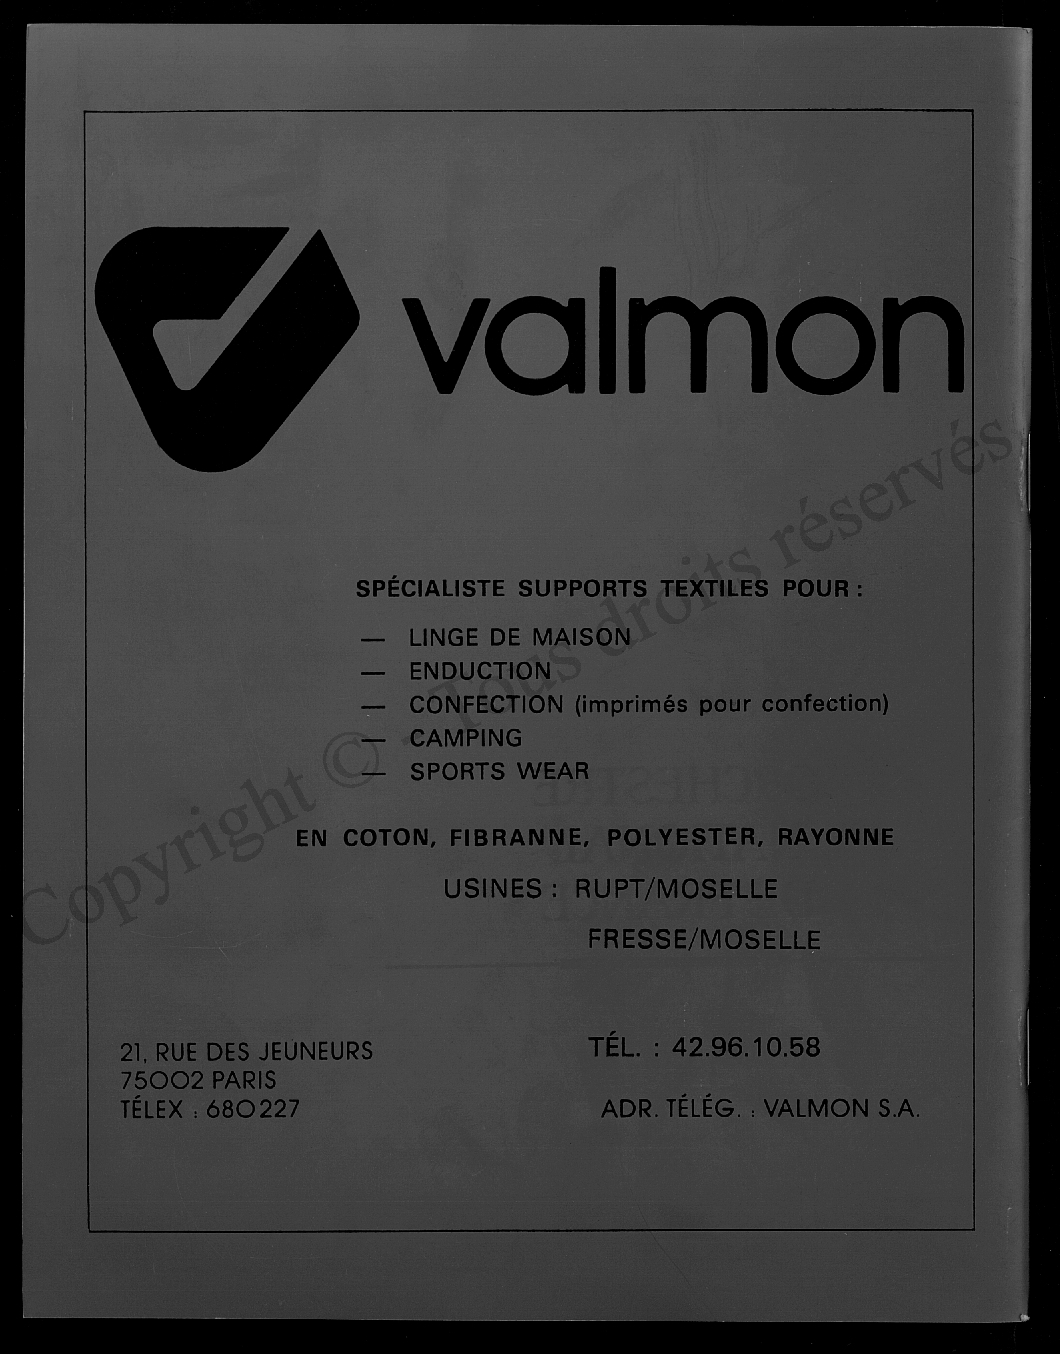 valmon
SPÉCIALISTE SUPPORTS TEXTILES POUR :
— LINGE DE MAISON
— ENDUCTION
— CONFECTION (imprimés pour confection)
— CAMPING
— SPORTS WEAR
EN COTON, FIBRANNE, POLYESTER, RAYONNE
USINES : RUPT/MOSELLE
FRESSE/MOSELLE
21, RUE DES JEÛNEURS
75002 PARIS
TÉLEX : 680227
TÉL. : 42.96.10.58
ADR. TÉLÉG. : VALMON S.A.
Copyright © - Tous droits réservés